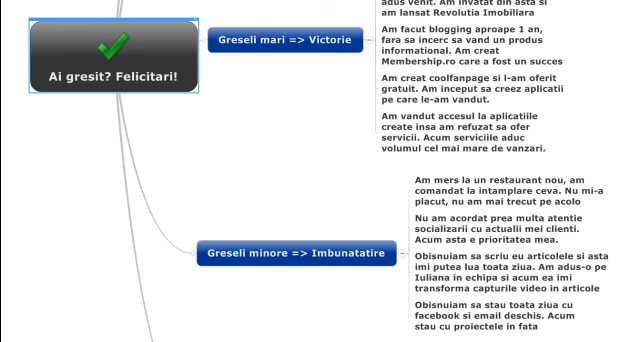 adus venit. Am invatat din asta si
am lansat Revolutia Imobiliara
Ai gresit? Felicitari!
Greseli mari => Victorie
Am facut blogging aproape 1 an,
fara sa incerc sa vand un produs
informational. Am creat
Membership.ro care a fost un succes
Am creat coolfanpage si l-am oferit
gratuit. Am inceput sa creez aplicatii
pe care le-am vandut.
Am vandut accesul la aplicatiile
create insa am refuzat sa ofer
servicii. Acum serviciile aduc
volumul cel mai mare de vanzari.
Greseli minore => Imbunatatire
Am mers la un restaurant nou, am
comandat la intamplare ceva. Nu mi-a
placut, nu am mai trecut pe acolo
Nu am acordat prea multa atentie
socializarii cu actualii mei clienti.
Acum asta e prioritatea mea.
Obisnuiam sa scriu eu articolele si asta
imi putea lua toata ziua. Am adus-o pe
Iuliana in echipa si acum ea imi
transforma capturile video in articole
Obisnuiam sa stau toata ziua cu
facebook si email deschis. Acum
stau cu proiectele in fata